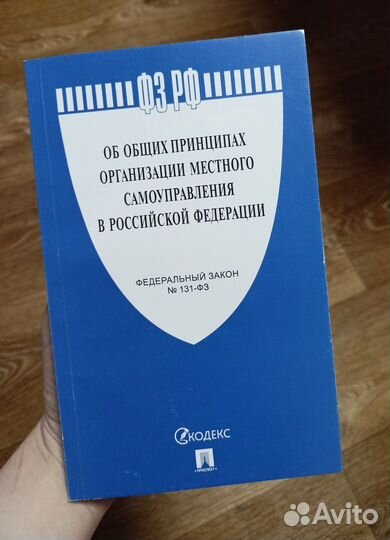 ФЗ РФ
ОБ ОБЩИХ ПРИНЦИПАХ
ОРГАНИЗАЦИИ МЕСТНОГО
САМОУПРАВЛЕНИЯ
В РОССИЙСКОЙ ФЕДЕРАЦИИ
ФЕДЕРАЛЬНЫЙ ЗАКОН
№ 131-ФЗ
КОДЕКС
ПРОСПЕКТ
Avito